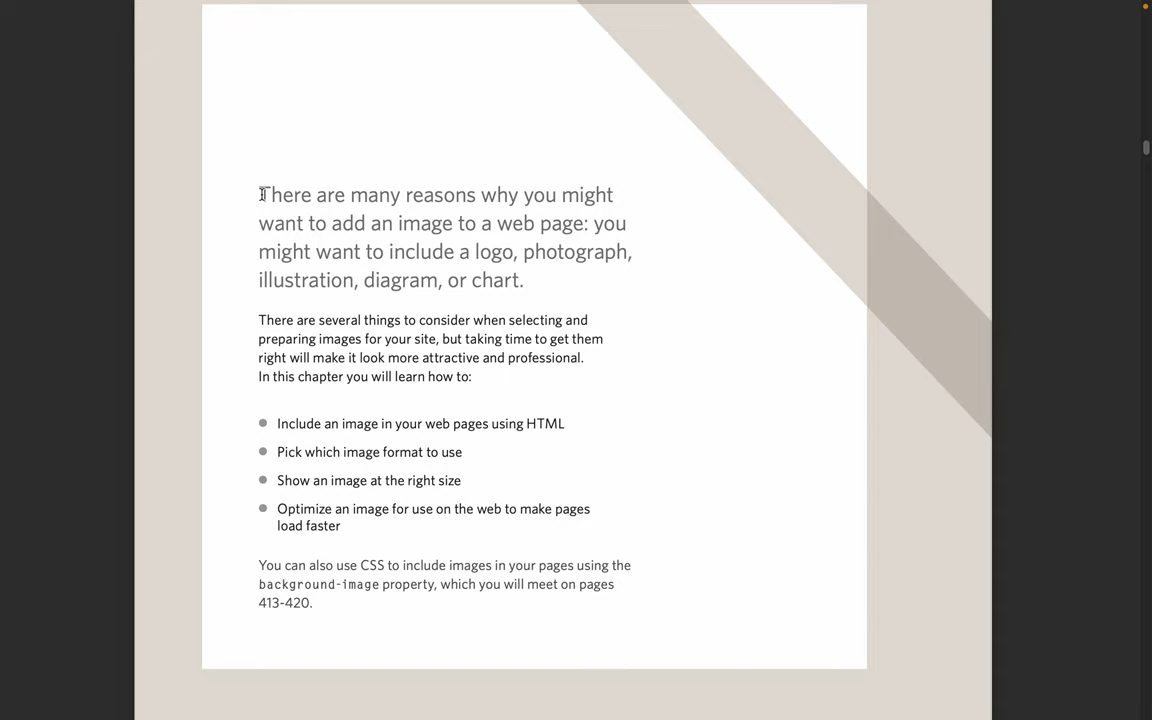 There are many reasons why you might
want to add an image to a web page: you
might want to include a logo, photograph,
illustration, diagram, or chart.
There are several things to consider when selecting and
preparing images for your site, but taking time to get them
right will make it look more attractive and professional.
In this chapter you will learn how to:
Include an image in your web pages using HTML
Pick which image format to use
Show an image at the right size
Optimize an image for use on the web to make pages
load faster
You can also use CSS to include images in your pages using the
background-image property, which you will meet on pages
413-420.